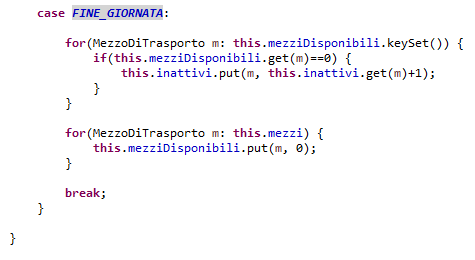 case FINE_GIORNATA:
for(MezzoDiTrasporto m: this.mezziDisponibili.keySet()) {
if(this.mezziDisponibili.get(m)==0) {
this.inattivi.put(m, this.inattivi.get(m)+1);
}
}
for(MezzoDiTrasporto m: this.mezzi) {
this.mezziDisponibili.put(m, 0);
}
break;
}
}